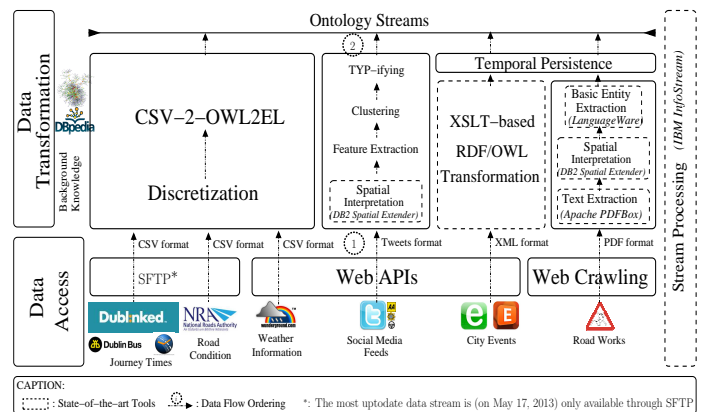 Ontology Streams
Data Transformation
DBpedia
Background Knowledge
CSV−2−OWL2EL
Discretization
2
TYP−ifying
Clustering
Feature Extraction
Spatial
Interpretation
(DB2 Spatial Extender)
Temporal Persistence
XSLT−based
RDF/OWL
Transformation
Basic Entity
Extraction
(LanguageWare)
Spatial
Interpretation
(DB2 Spatial Extender)
Text Extraction
(Apache PDFBox)
Stream Processing (IBM InfoStream)
CSV format
CSV format
CSV format
1
Tweets format
XML format
PDF format
Data Access
SFTP*
Web APIs
Web Crawling
Dublinked.
NRA
National Roads Authority
wunderground.com
AA
Dublin Bus
Journey Times
Road
Condition
Weather
Information
Social Media
Feeds
City Events
Road Works
CAPTION:
: State−of−the−art Tools
: Data Flow Ordering
*: The most uptodate data stream is (on May 17, 2013) only available through SFTP